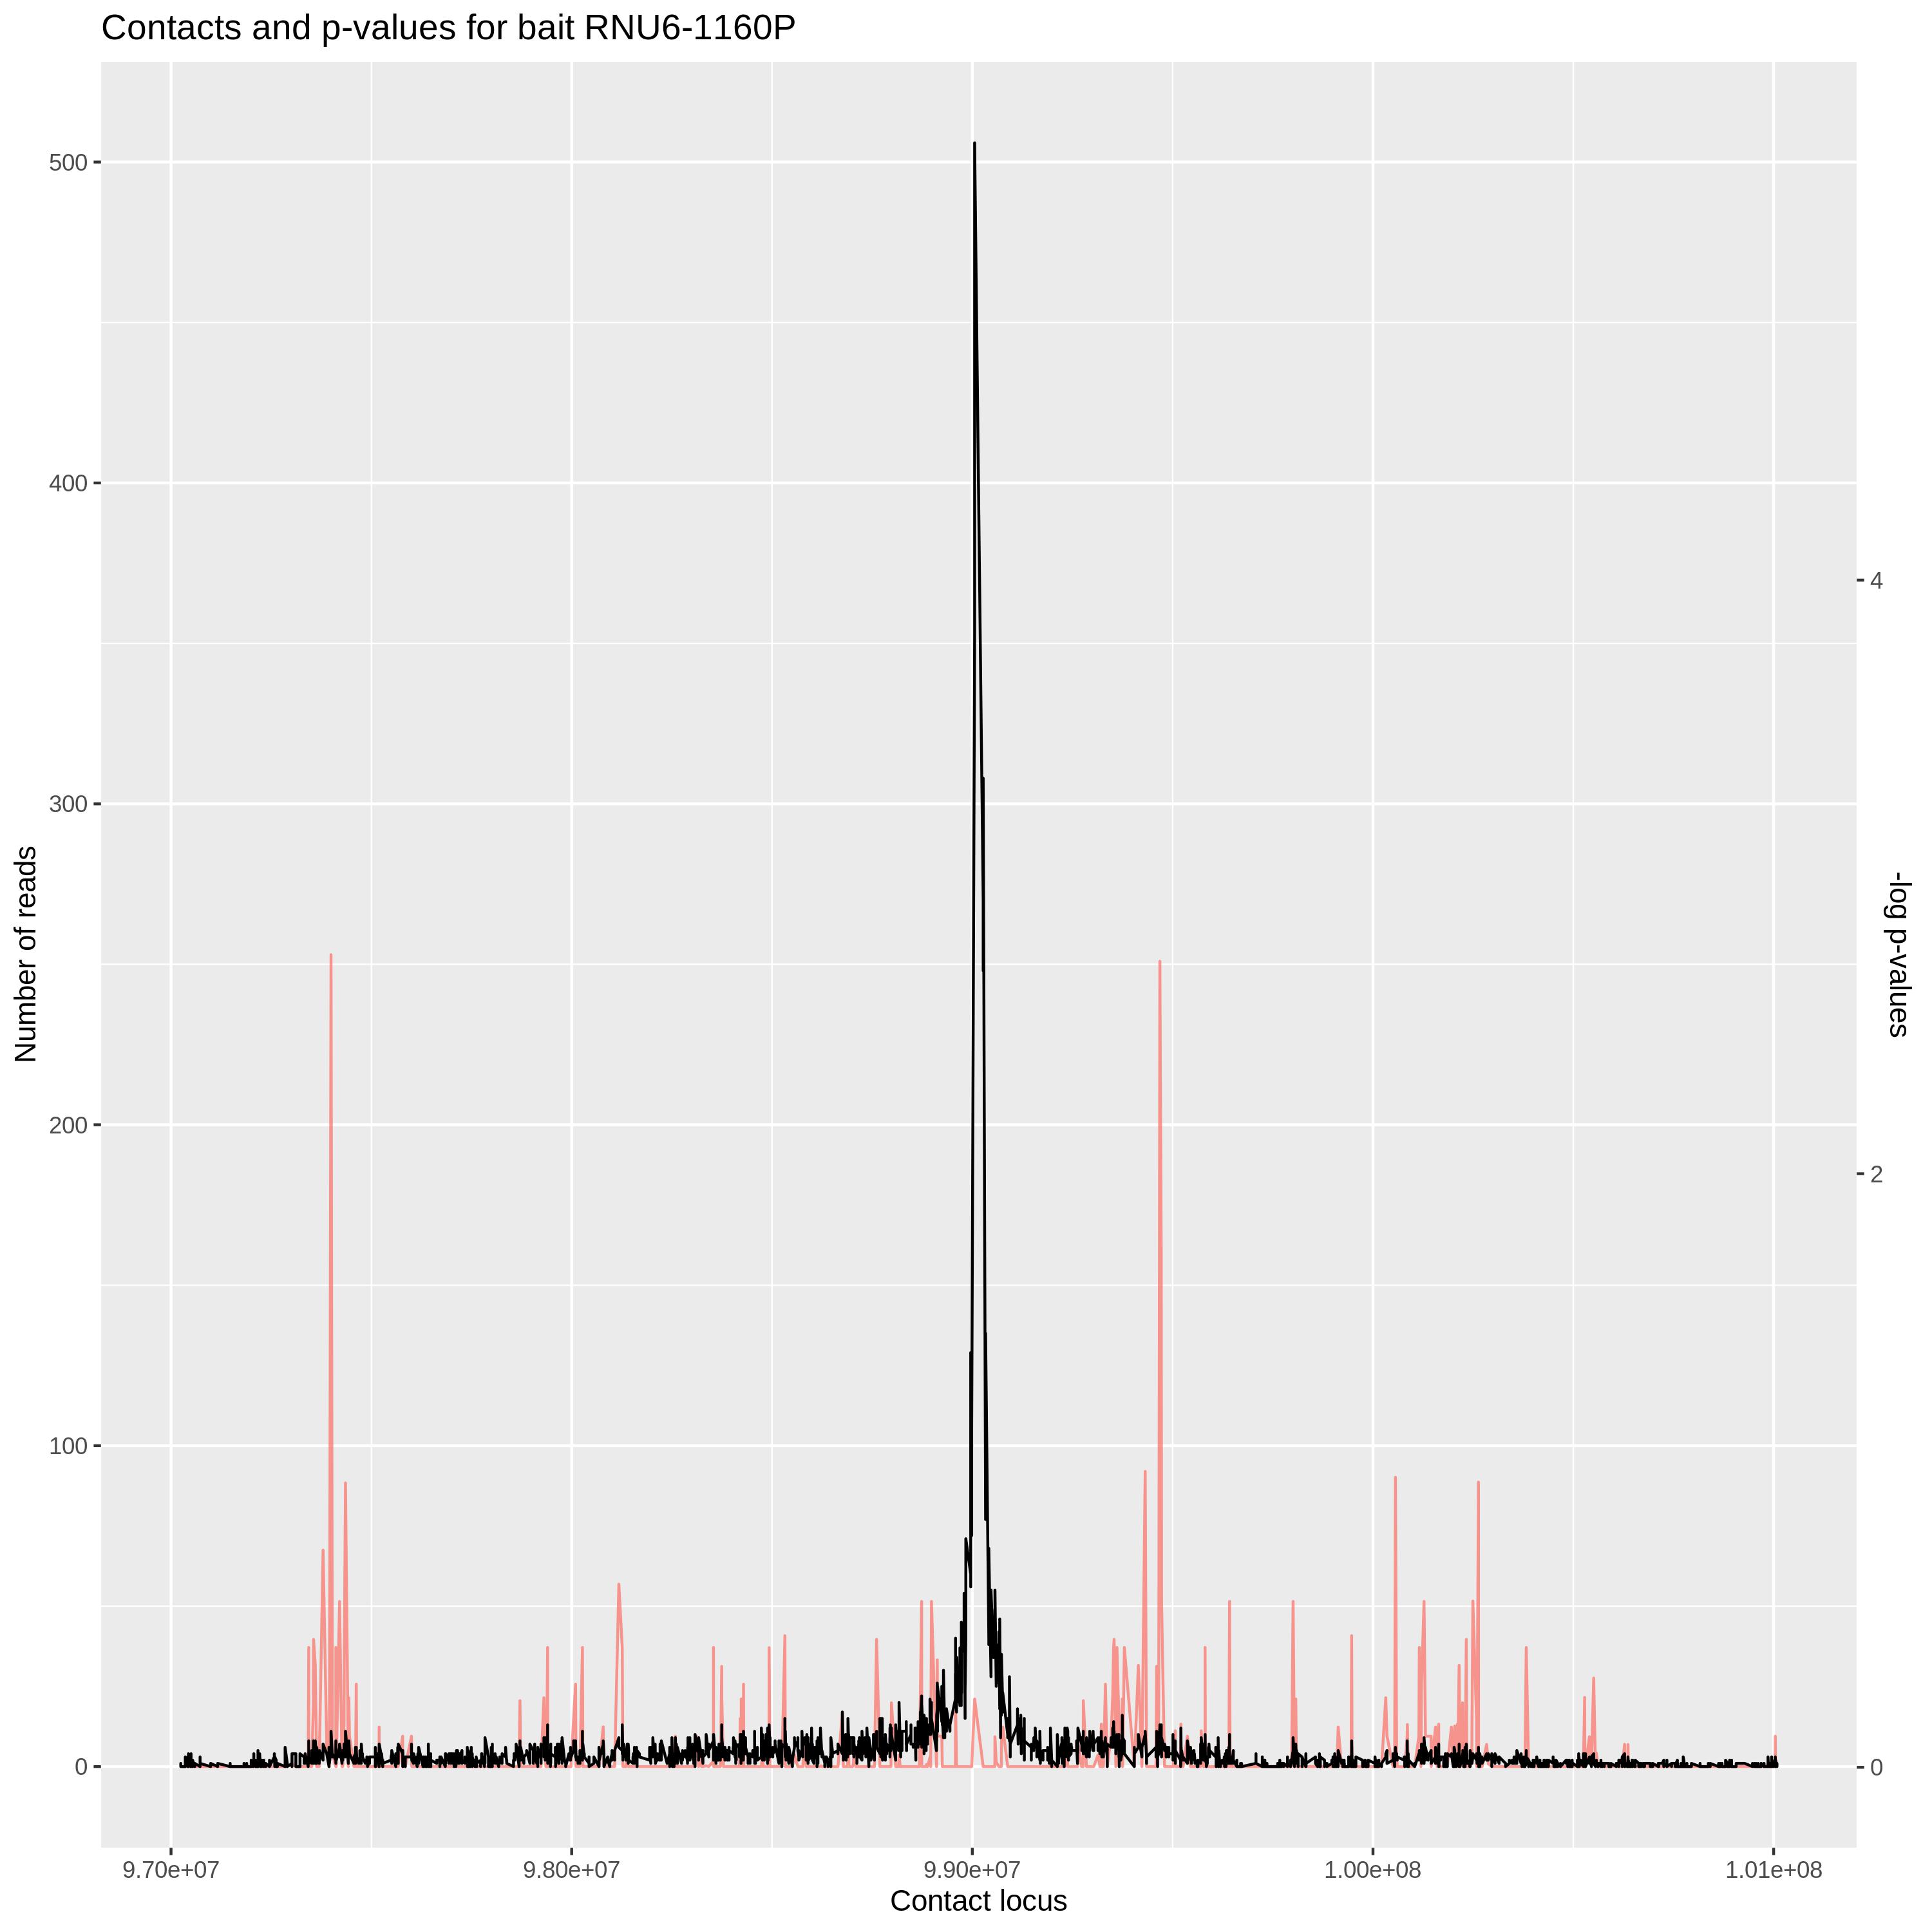 Contacts and p-values for bait RNU6-1160P
500
400
300
200
100
0
Number of reads
4
2
0
-log p-values
9.70e+07
9.80e+07
9.90e+07
1.00e+08
1.01e+08
Contact locus